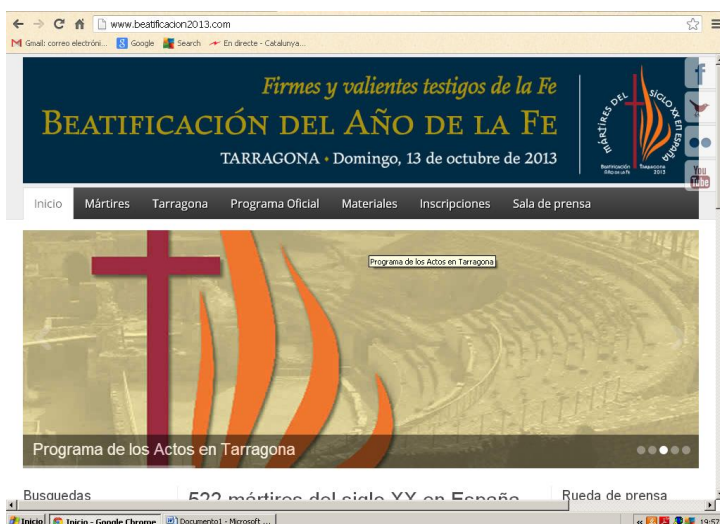 www.beatificacion2013.com
Gmail: correo electróni... Google Search En directe - Catalunya...
Firmes y valientes testigos de la Fe
BEATIFICACIÓN DEL AÑO DE LA FE
TARRAGONA • Domingo, 13 de octubre de 2013
MÁRTIRES DEL SIGLO XX EN ESPAÑA
Beatificación Tarragona
Año de la Fe 2013
f
You Tube
Inicio Mártires Tarragona Programa Oficial Materiales Inscripciones Sala de prensa
Programa de los Actos en Tarragona
Programa de los Actos en Tarragona
Busquedas 522 mártires del siglo XX en España Rueda de prensa
Inicio Inicio - Google Chrome Documento1 - Microsoft ... « 19:52